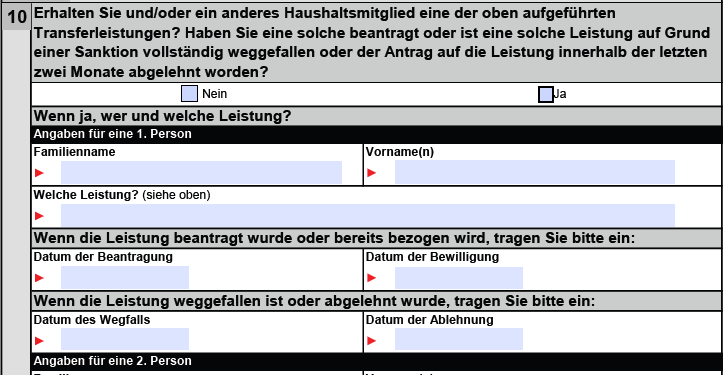 10 Erhalten Sie und/oder ein anderes Haushaltsmitglied eine der oben aufgeführten
Transferleistungen? Haben Sie eine solche beantragt oder ist eine solche Leistung auf Grund
einer Sanktion vollständig weggefallen oder der Antrag auf die Leistung innerhalb der letzten
zwei Monate abgelehnt worden?
Nein Ja
Wenn ja, wer und welche Leistung?
Angaben für eine 1. Person
Familienname Vorname(n)
Welche Leistung? (siehe oben)
Wenn die Leistung beantragt wurde oder bereits bezogen wird, tragen Sie bitte ein:
Datum der Beantragung Datum der Bewilligung
Wenn die Leistung weggefallen ist oder abgelehnt wurde, tragen Sie bitte ein:
Datum des Wegfalls Datum der Ablehnung
Angaben für eine 2. Person